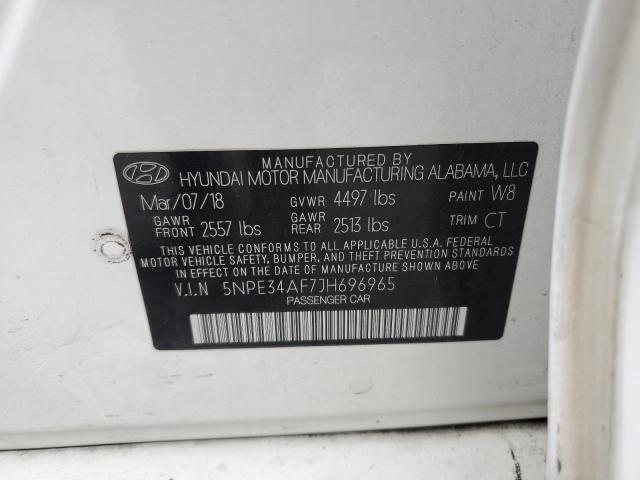 MANUFACTURED BY
HYUNDAI MOTOR MANUFACTURING ALABAMA, LLC
Mar/07/18 GVWR 4497 lbs PAINT W8
GAWR FRONT 2557 lbs GAWR REAR 2513 lbs TRIM CT
THIS VEHICLE CONFORMS TO ALL APPLICABLE U.S.A. FEDERAL
MOTOR VEHICLE SAFETY, BUMPER, AND THEFT PREVENTION STANDARDS
IN EFFECT ON THE DATE OF MANUFACTURE SHOWN ABOVE.
V.I.N 5NPE34AF7JH696965
PASSENGER CAR